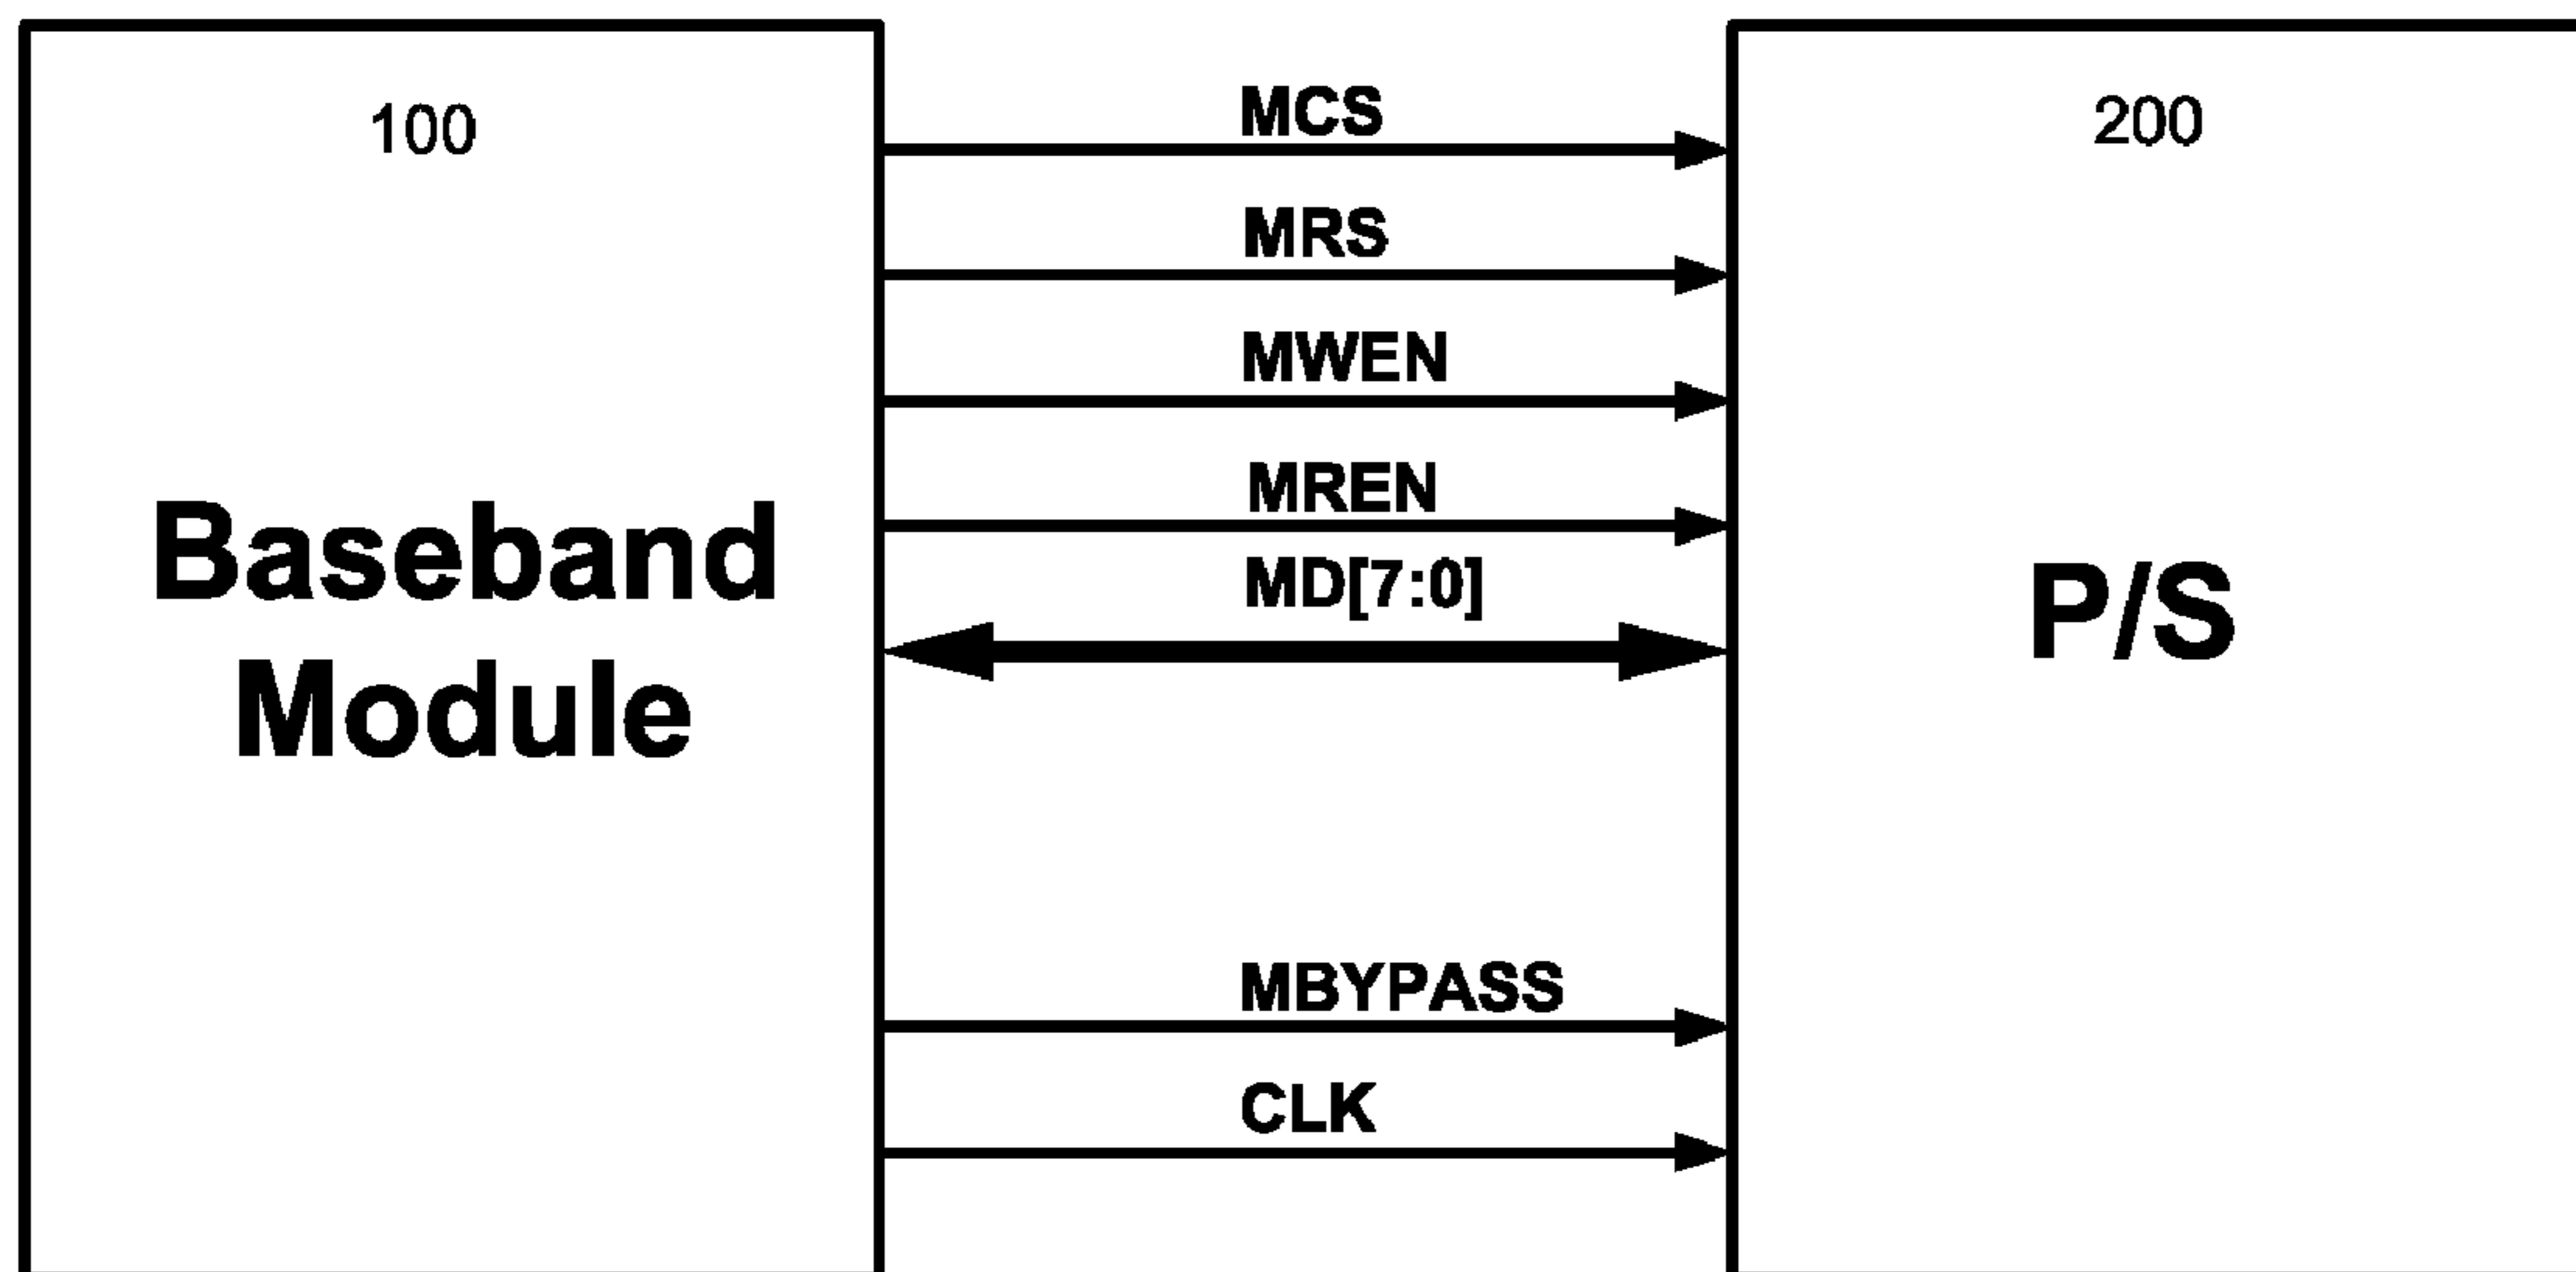 100
Baseband
Module
MCS
MRS
MWEN
MREN
MD[7:0]
MBYPASS
CLK
200
P/S